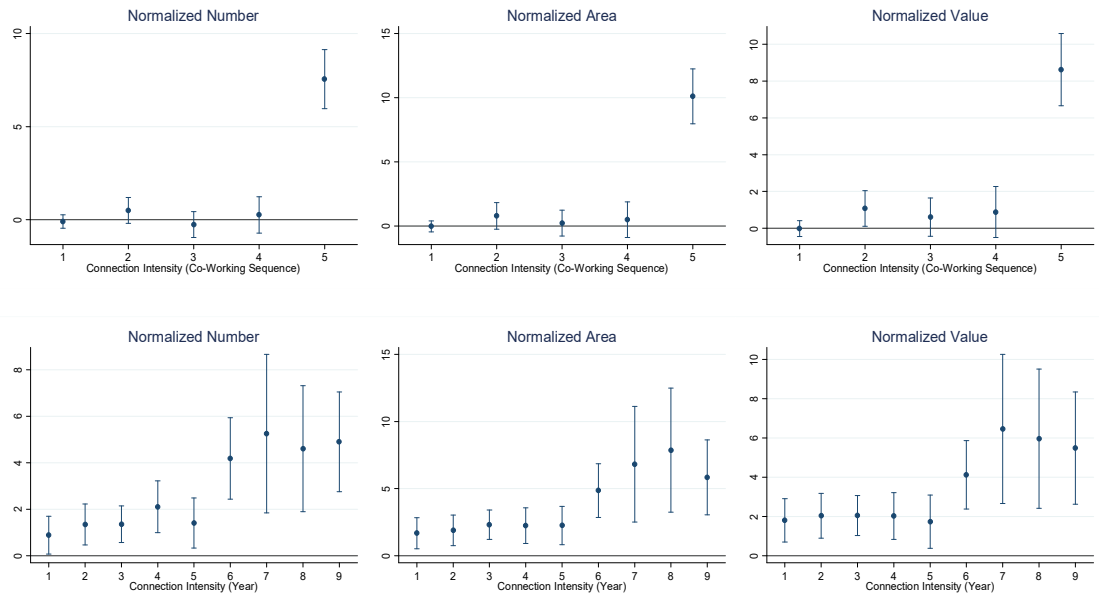 Normalized Number
Normalized Area
Normalized Value
10
5
0
1 2 3 4 5
Connection Intensity (Co-Working Sequence)
15
10
5
0
1 2 3 4 5
Connection Intensity (Co-Working Sequence)
10
8
6
4
2
0
1 2 3 4 5
Connection Intensity (Co-Working Sequence)
Normalized Number
Normalized Area
Normalized Value
8
6
4
2
0
1 2 3 4 5 6 7 8 9
Connection Intensity (Year)
15
10
5
0
1 2 3 4 5 6 7 8 9
Connection Intensity (Year)
10
8
6
4
2
0
1 2 3 4 5 6 7 8 9
Connection Intensity (Year)